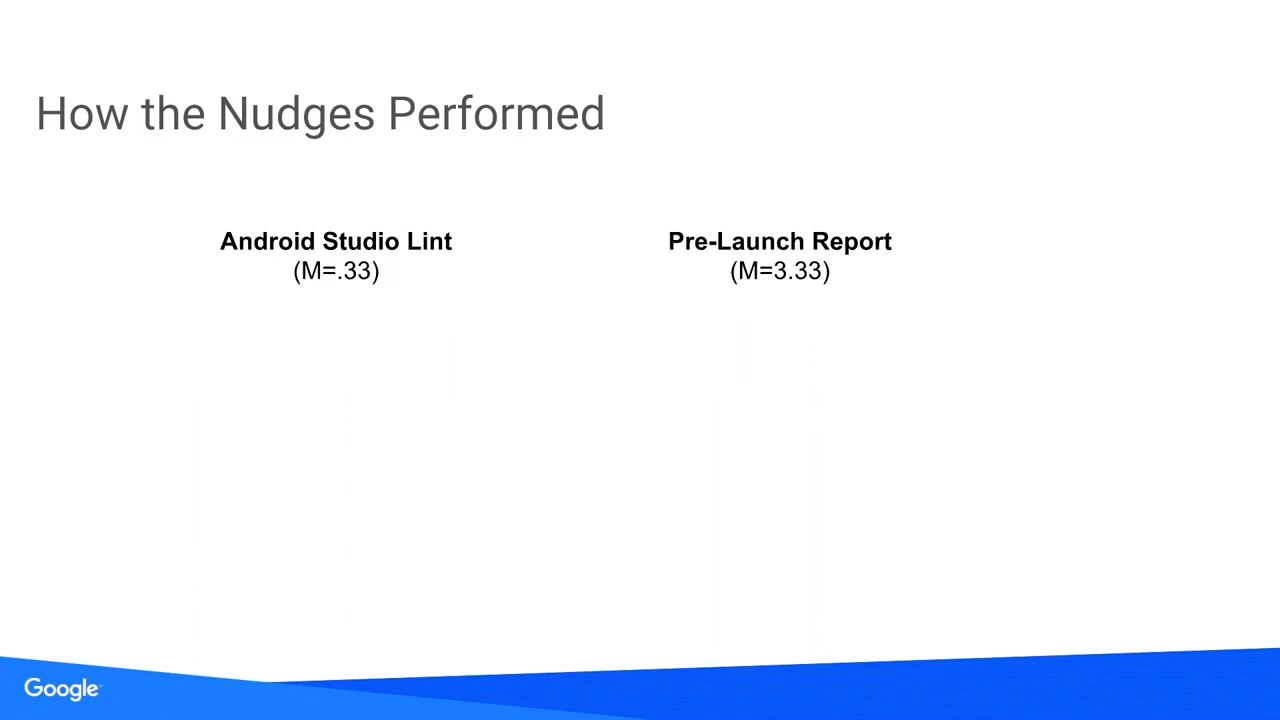 How the Nudges Performed
Android Studio Lint
(M=.33)
Pre-Launch Report
(M=3.33)
Google